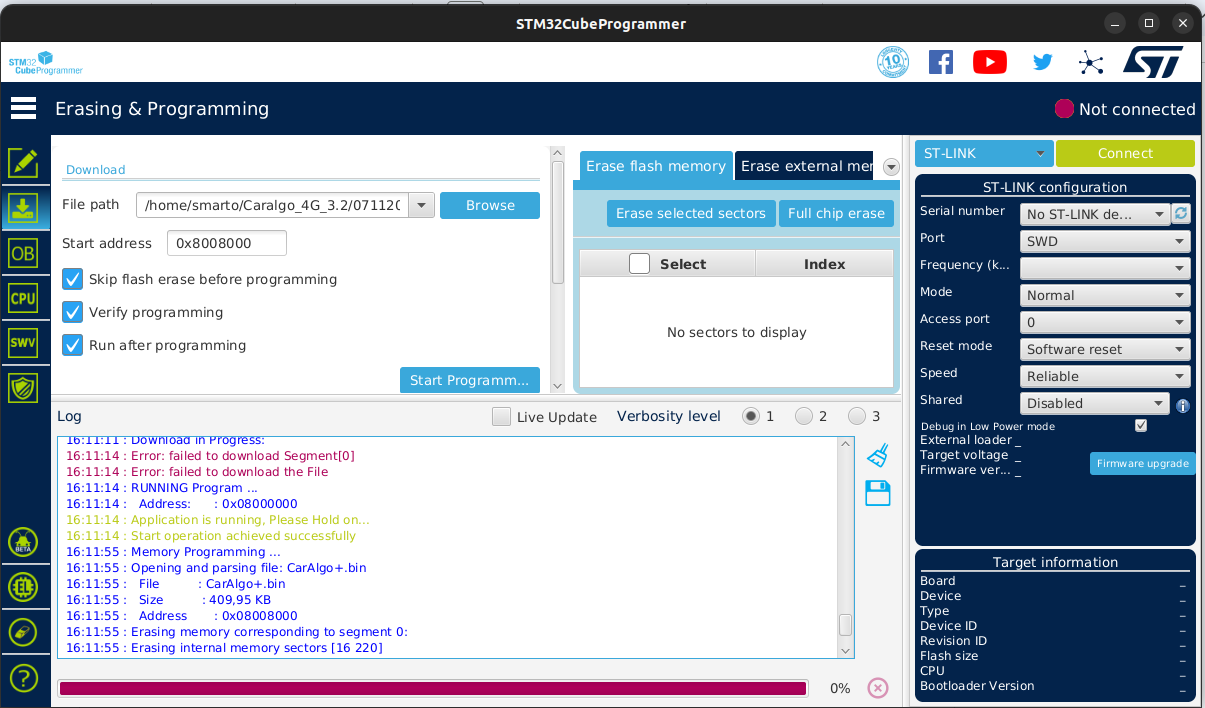 STM32CubeProgrammer
STM32
CubeProgrammer
10
YEARS
ST
Erasing & Programming
Not connected
OB
CPU
SWV
BETA
EL
?
Download
File path
/home/smarto/Caralgo_4G_3.2/071120
Browse
Start address
0x8008000
Skip flash erase before programming
Verify programming
Run after programming
Start Programm...
Erase flash memory
Erase external mer
Erase selected sectors
Full chip erase
Select
Index
No sectors to display
Log
Live Update
Verbosity level
1
2
3
16:11:11 : Download in Progress:
16:11:14 : Error: failed to download Segment[0]
16:11:14 : Error: failed to download the File
16:11:14 : RUNNING Program ...
16:11:14 : Address: : 0x08000000
16:11:14 : Application is running, Please Hold on...
16:11:14 : Start operation achieved successfully
16:11:55 : Memory Programming ...
16:11:55 : Opening and parsing file: CarAlgo+.bin
16:11:55 : File : CarAlgo+.bin
16:11:55 : Size : 409,95 KB
16:11:55 : Address : 0x08008000
16:11:55 : Erasing memory corresponding to segment 0:
16:11:55 : Erasing internal memory sectors [16 220]
0%
ST-LINK
Connect
ST-LINK configuration
Serial number
No ST-LINK de...
Port
SWD
Frequency (k...
Mode
Normal
Access port
0
Reset mode
Software reset
Speed
Reliable
Shared
Disabled
Debug in Low Power mode
External loader _
Target voltage _
Firmware ver... _
Firmware upgrade
Target information
Board _
Device _
Type _
Device ID _
Revision ID _
Flash size _
CPU _
Bootloader Version _